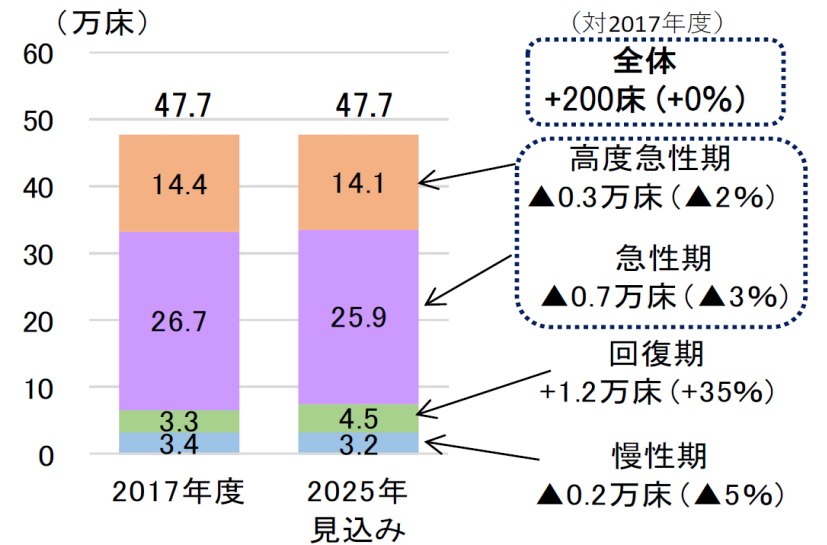 （万床）
60
50
40
30
20
10
0
47.7
14.4
26.7
3.3
3.4
2017年度
47.7
14.1
25.9
4.5
3.2
2025年
見込み
（対2017年度）
全体
+200床（+0%）
高度急性期
▲0.3万床（▲2%）
急性期
▲0.7万床（▲3%）
回復期
+1.2万床（+35%）
慢性期
▲0.2万床（▲5%）